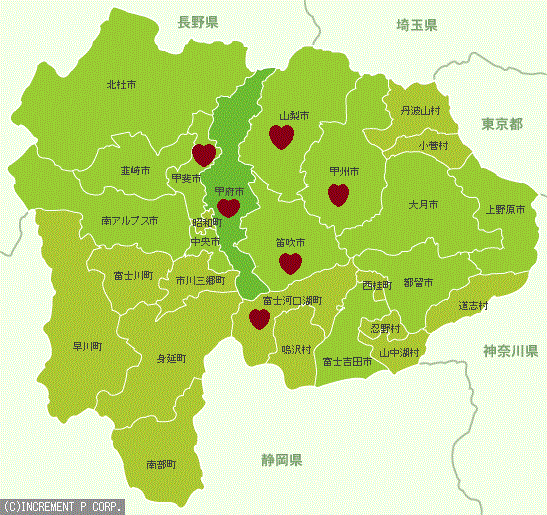 長野県
埼玉県
北杜市
山梨市
丹波山村
東京都
小菅村
韮崎市
甲斐市
甲州市
甲府市
大月市
上野原市
南アルプス市
昭和町
中央市
笛吹市
富士川町
市川三郷町
西桂町
都留市
富士河口湖町
道志村
忍野村
早川町
身延町
鳴沢村
富士吉田市
山中湖村
神奈川県
南部町
静岡県
(C)INCREMENT P CORP.